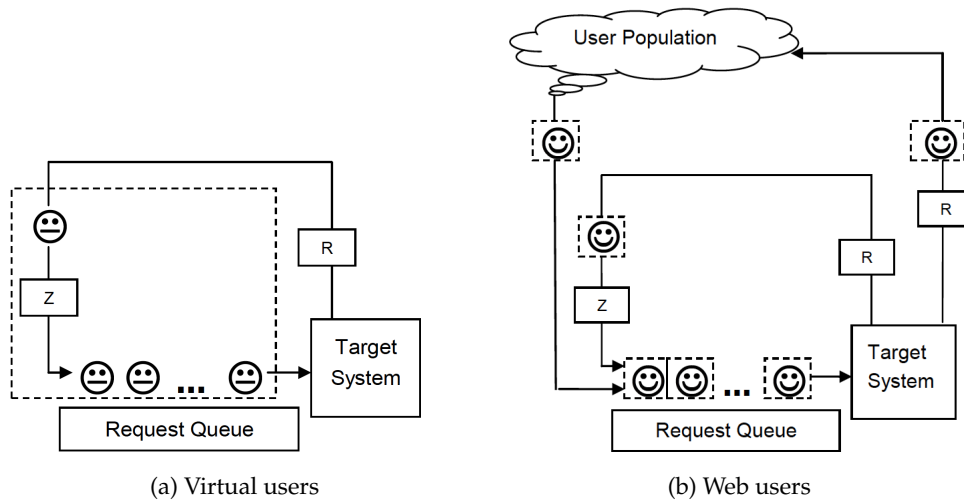 R
Z
Target
System
...
Request Queue
(a) Virtual users
User Population
R
R
Z
Target
System
...
Request Queue
(b) Web users